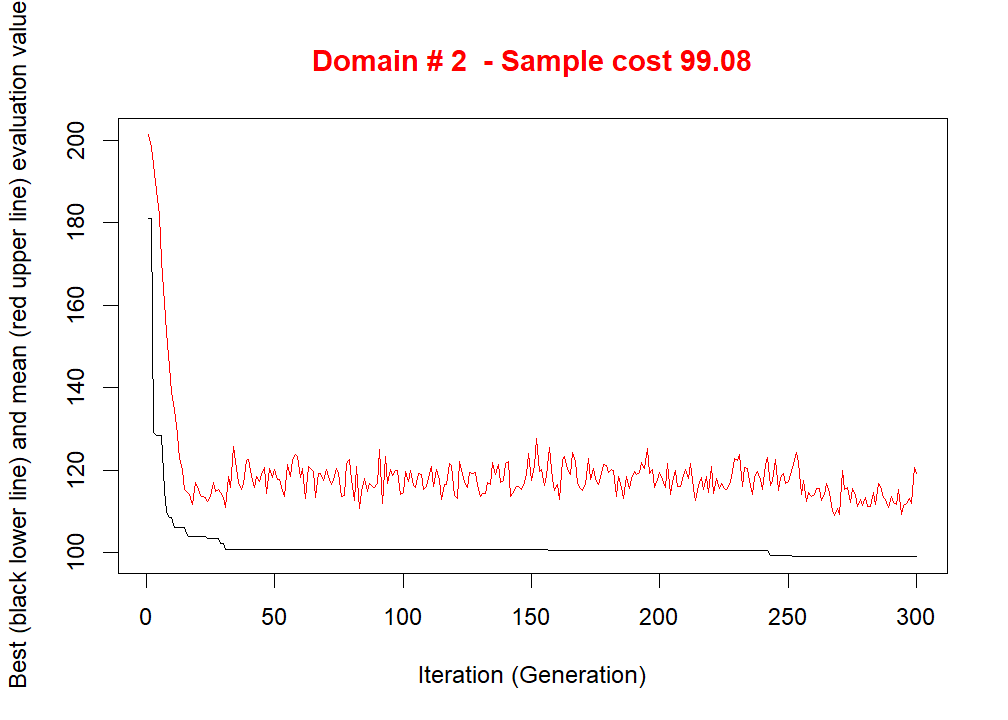 Domain # 2  - Sample cost 99.08
Best (black lower line) and mean (red upper line) evaluation value
200
180
160
140
120
100
0 50 100 150 200 250 300
Iteration (Generation)